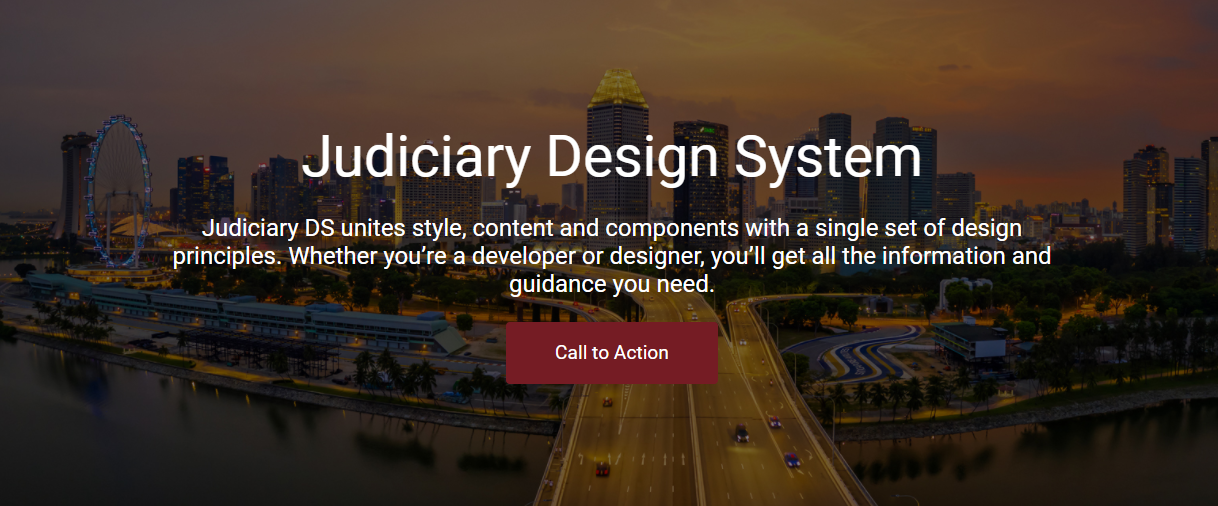 Judiciary Design System
Judiciary DS unites style, content and components with a single set of design
principles. Whether you’re a developer or designer, you’ll get all the information and
guidance you need.
Call to Action